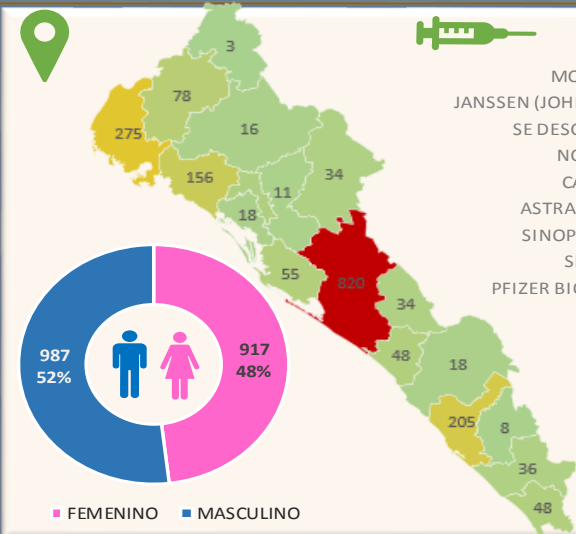 3
78
275
16
156
34
11
18
55
820
34
48
18
205
8
36
48
MO
JANSSEN (JOH
SE DESC
NO
CA
ASTRA
SINOP
S
PFIZER BIO
987
52%
917
48%
FEMENINO
MASCULINO